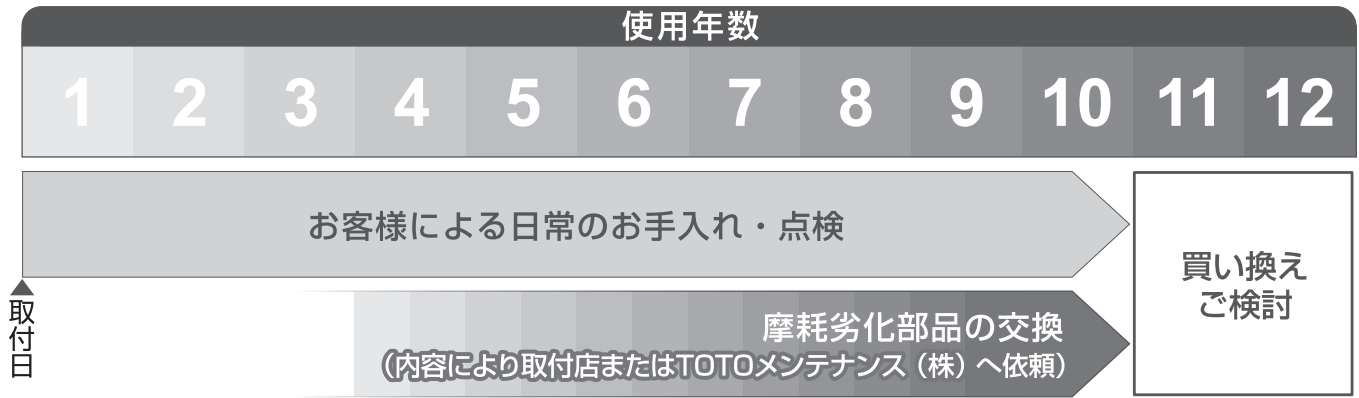 使用年数
1 2 3 4 5 6 7 8 9 10 11 12
お客様による日常のお手入れ・点検
取付日
摩耗劣化部品の交換
（内容により取付店またはTOTOメンテナンス（株）へ依頼）
買い換え
ご検討